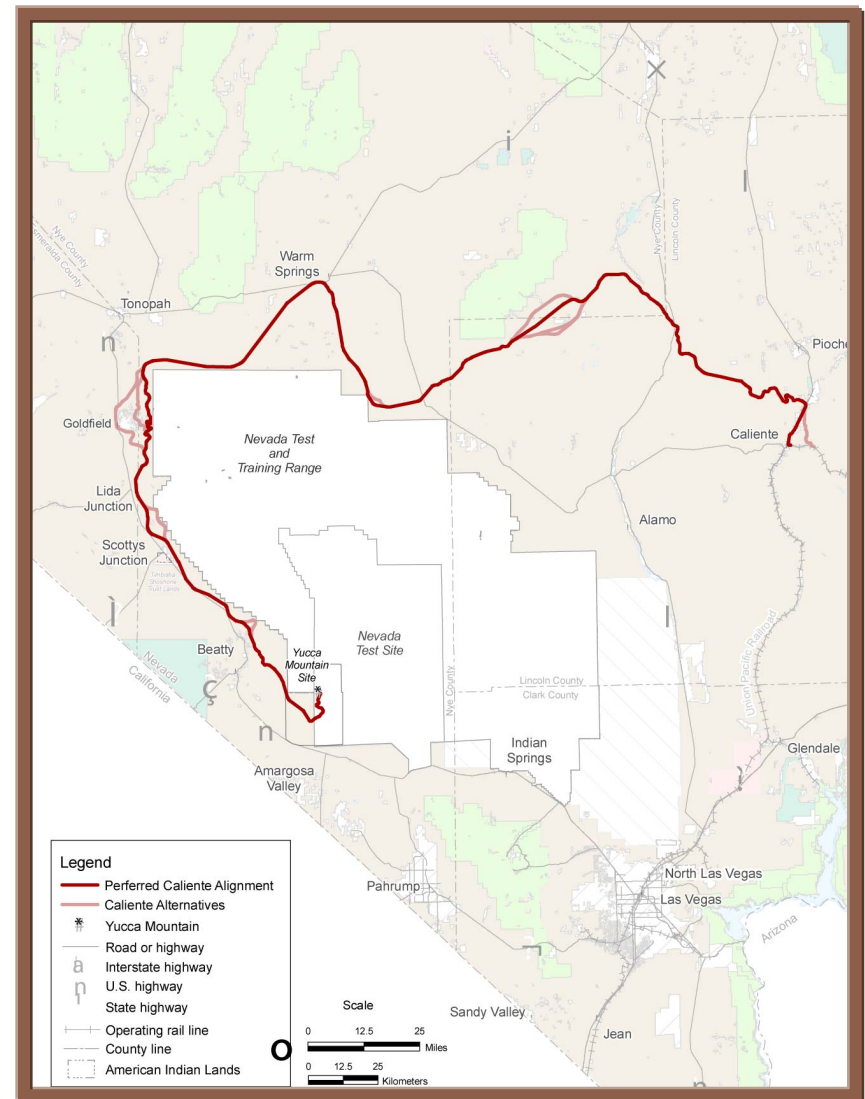 Nye County
Esmeralda County
Nye County
Lincoln County
Warm
Springs
Tonopah
Pioche
Goldfield
Nevada Test
and
Training Range
Caliente
Lida
Junction
Alamo
Scottys
Junction
Timbisha
Shoshone
Trust Lands
Beatty
Nevada
California
Yucca
Mountain
Site
Nevada
Test Site
Nye County
Lincoln County
Clark County
Union Pacific Railroad
Indian
Springs
Glendale
Amargosa
Valley
Pahrump
North Las Vegas
Las Vegas
Arizona
Sandy Valley
Jean
Legend
Perferred Caliente Alignment
Caliente Alternatives
Yucca Mountain
Road or highway
Interstate highway
U.S. highway
State highway
Operating rail line
County line
American Indian Lands
Scale
0 12.5 25
Miles
0 12.5 25
Kilometers